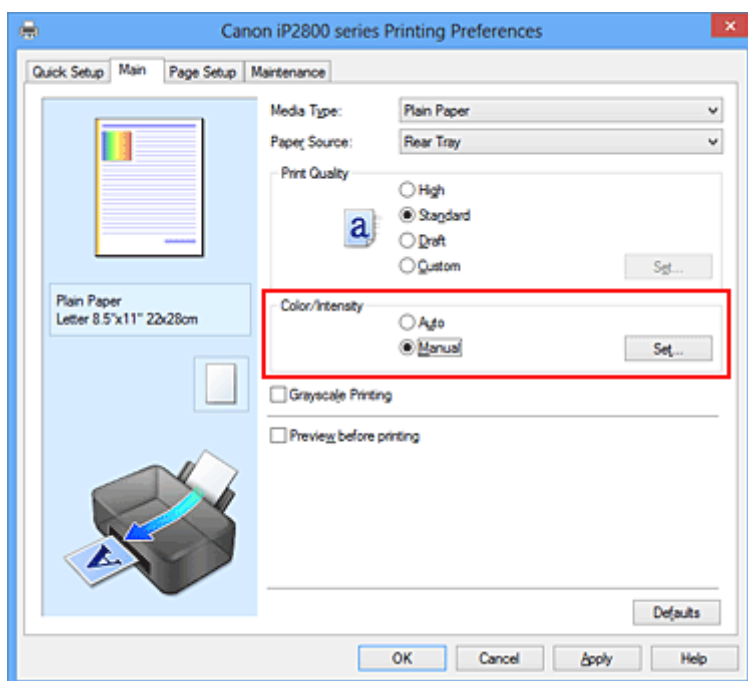 Canon iP2800 series Printing Preferences
Quick Setup Main Page Setup Maintenance
Media Type: Plain Paper
Paper Source: Rear Tray
Print Quality
High
a Standard
Draft
Custom Set...
Plain Paper
Letter 8.5"x11" 22x28cm
Color/Intensity
Auto
Manual Set...
Grayscale Printing
Preview before printing
A
Defaults
OK Cancel Apply Help